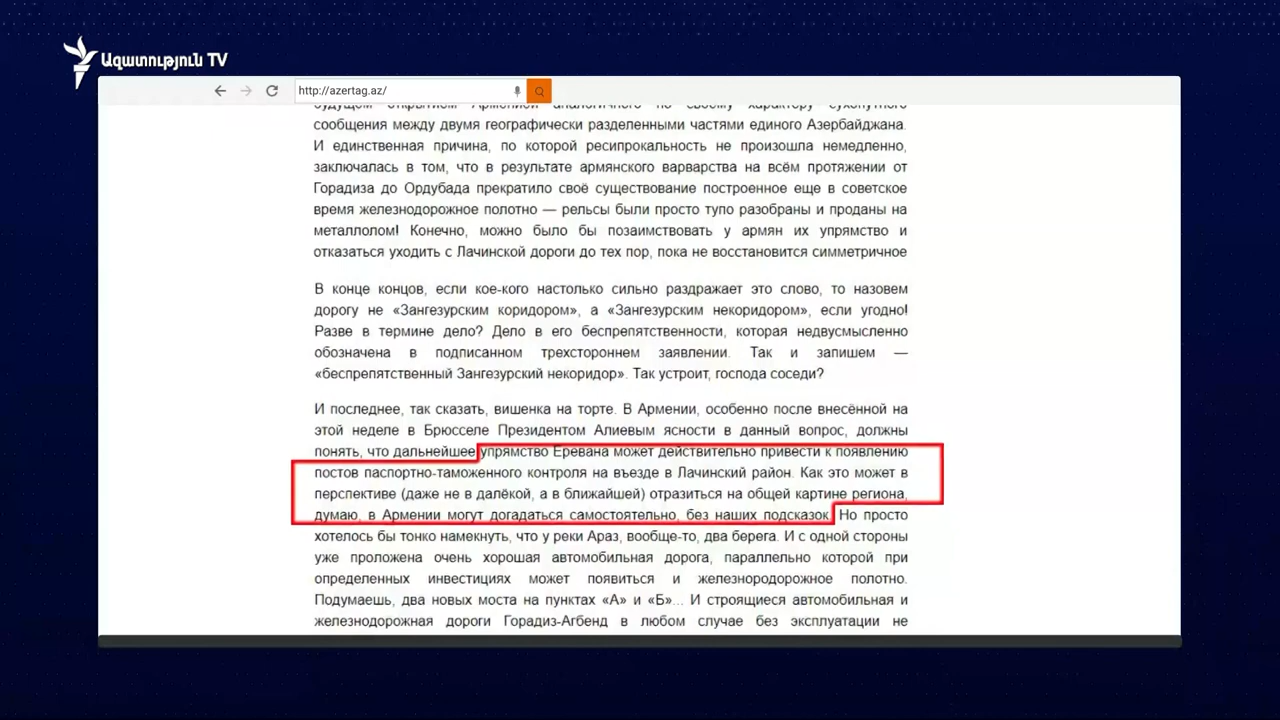 Ազատություն TV
http://azertag.az/
будущем открытием Арменией аналогичного по своему характеру сухопутного
сообщения между двумя географически разделенными частями единого Азербайджана.
И единственная причина, по которой ресипрокальность не произошла немедленно,
заключалась в том, что в результате армянского варварства на всём протяжении от
Горадиза до Ордубада прекратило своё существование построенное еще в советское
время железнодорожное полотно — рельсы были просто тупо разобраны и проданы на
металлолом! Конечно, можно было бы позаимствовать у армян их упрямство и
отказаться уходить с Лачинской дороги до тех пор, пока не восстановится симметричное
В конце концов, если кое-кого настолько сильно раздражает это слово, то назовем
дорогу не «Зангезурским коридором», а «Зангезурским некоридором», если угодно!
Разве в термине дело? Дело в его беспрепятственности, которая недвусмысленно
обозначена в подписанном трехстороннем заявлении. Так и запишем —
«беспрепятственный Зангезурский некоридор». Так устроит, господа соседи?
И последнее, так сказать, вишенка на торте. В Армении, особенно после внесённой на
этой неделе в Брюсселе Президентом Алиевым ясности в данный вопрос, должны
понять, что дальнейшее упрямство Еревана может действительно привести к появлению
постов паспортно-таможенного контроля на въезде в Лачинский район. Как это может в
перспективе (даже не в далёкой, а в ближайшей) отразиться на общей картине региона,
думаю, в Армении могут догадаться самостоятельно, без наших подсказок. Но просто
хотелось бы тонко намекнуть, что у реки Араз, вообще-то, два берега. И с одной стороны
уже проложена очень хорошая автомобильная дорога, параллельно которой при
определенных инвестициях может появиться и железнородорожное полотно.
Подумаешь, два новых моста на пунктах «А» и «Б»... И строящиеся автомобильная и
железнодорожная дороги Горадиз-Агбенд в любом случае без эксплуатации не